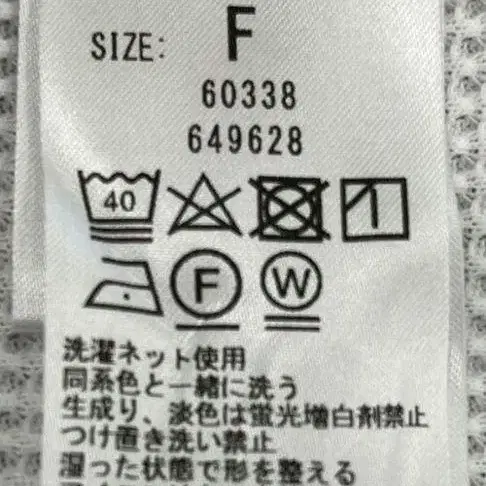 SIZE: F
60338
649628
40
F W
洗濯ネット使用
同系色と一緒に洗う
生成り、淡色は蛍光増白剤禁止
つけ置き洗い禁止
湿った状態で形を整える